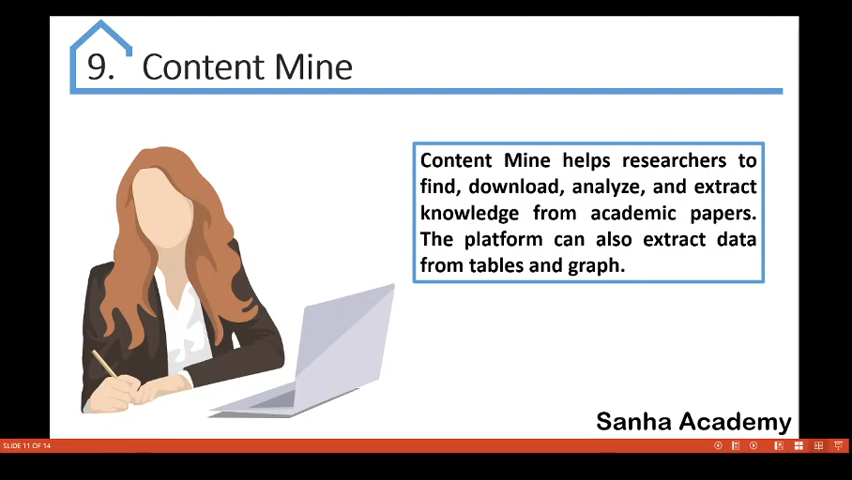 9. Content Mine
Content Mine helps researchers to
find, download, analyze, and extract
knowledge from academic papers.
The platform can also extract data
from tables and graph.
Sanha Academy
SLIDE 11 OF 14